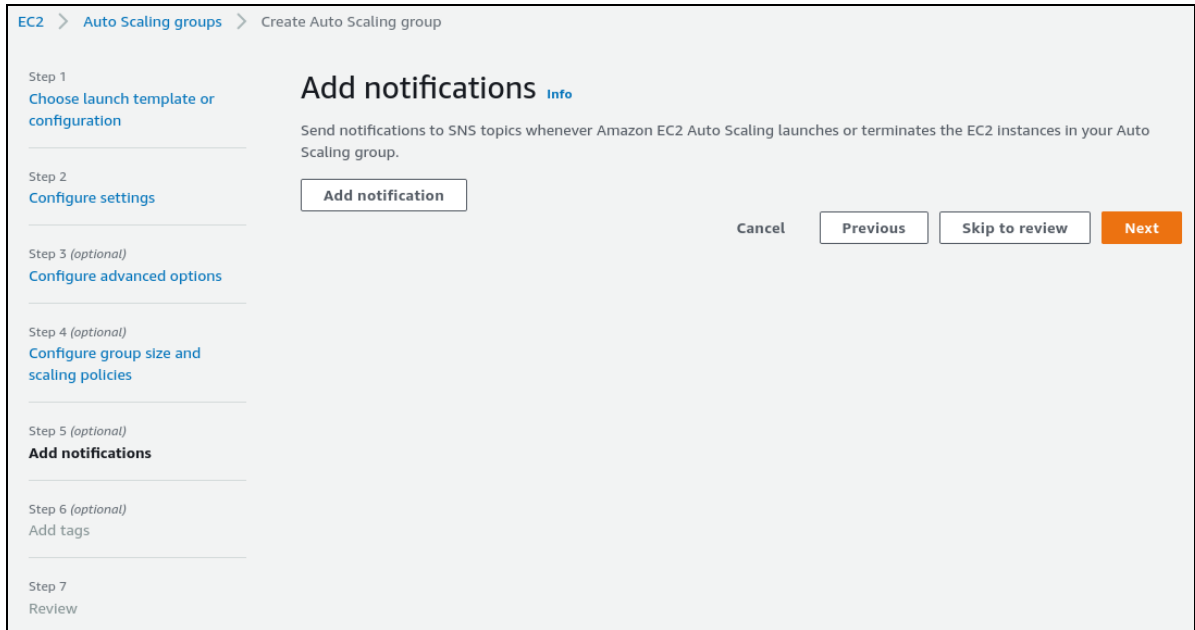 EC2 > Auto Scaling groups > Create Auto Scaling group
Step 1
Choose launch template or
configuration
Step 2
Configure settings
Step 3 (optional)
Configure advanced options
Step 4 (optional)
Configure group size and
scaling policies
Step 5 (optional)
Add notifications
Step 6 (optional)
Add tags
Step 7
Review
Add notifications Info
Send notifications to SNS topics whenever Amazon EC2 Auto Scaling launches or terminates the EC2 instances in your Auto
Scaling group.
Add notification
Cancel Previous Skip to review Next